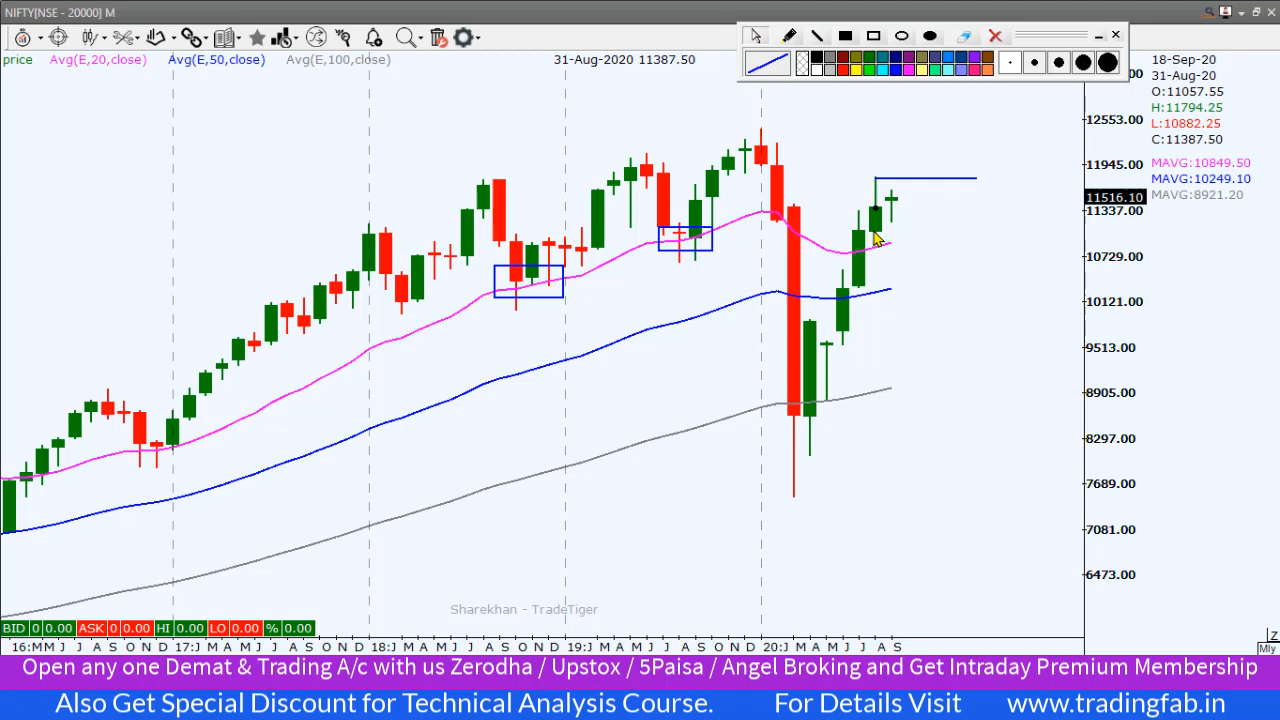 NIFTY[NSE - 20000] M
price Avg(E,20,close) Avg(E,50,close) Avg(E,100,close) 31-Aug-2020 11387.50
18-Sep-20
31-Aug-20
O:11057.55
H:11794.25
L:10882.25
C:11387.50
MAVG:10849.50
MAVG:10249.10
MAVG:8921.20
12553.00
11945.00
11516.10
11337.00
10729.00
10121.00
9513.00
8905.00
8297.00
7689.00
7081.00
6473.00
Sharekhan - TradeTiger
BID 0 0.00 ASK 0 0.00 HI 0.00 LO 0.00 % 0.00
16:M M J J A S O N D 17:J F M A M J J A S O N D 18:J F M A M J J A S O N D 19:J F M A M J J A S O N D 20:J F M A M J J A S
Z
Mly
Open any one Demat & Trading A/c with us Zerodha / Upstox / 5Paisa / Angel Broking and Get Intraday Premium Membership
Also Get Special Discount for Technical Analysis Course. For Details Visit www.tradingfab.in